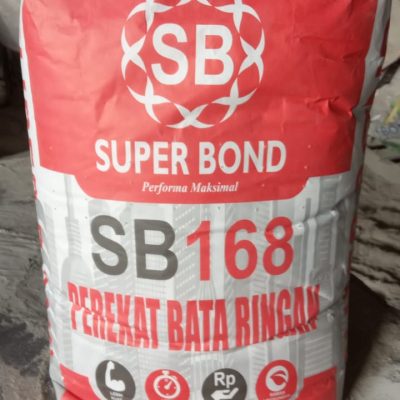 SB
SUPER BOND
Performa Maksimal
SB168
PEREKAT BATA RINGAN
Rp